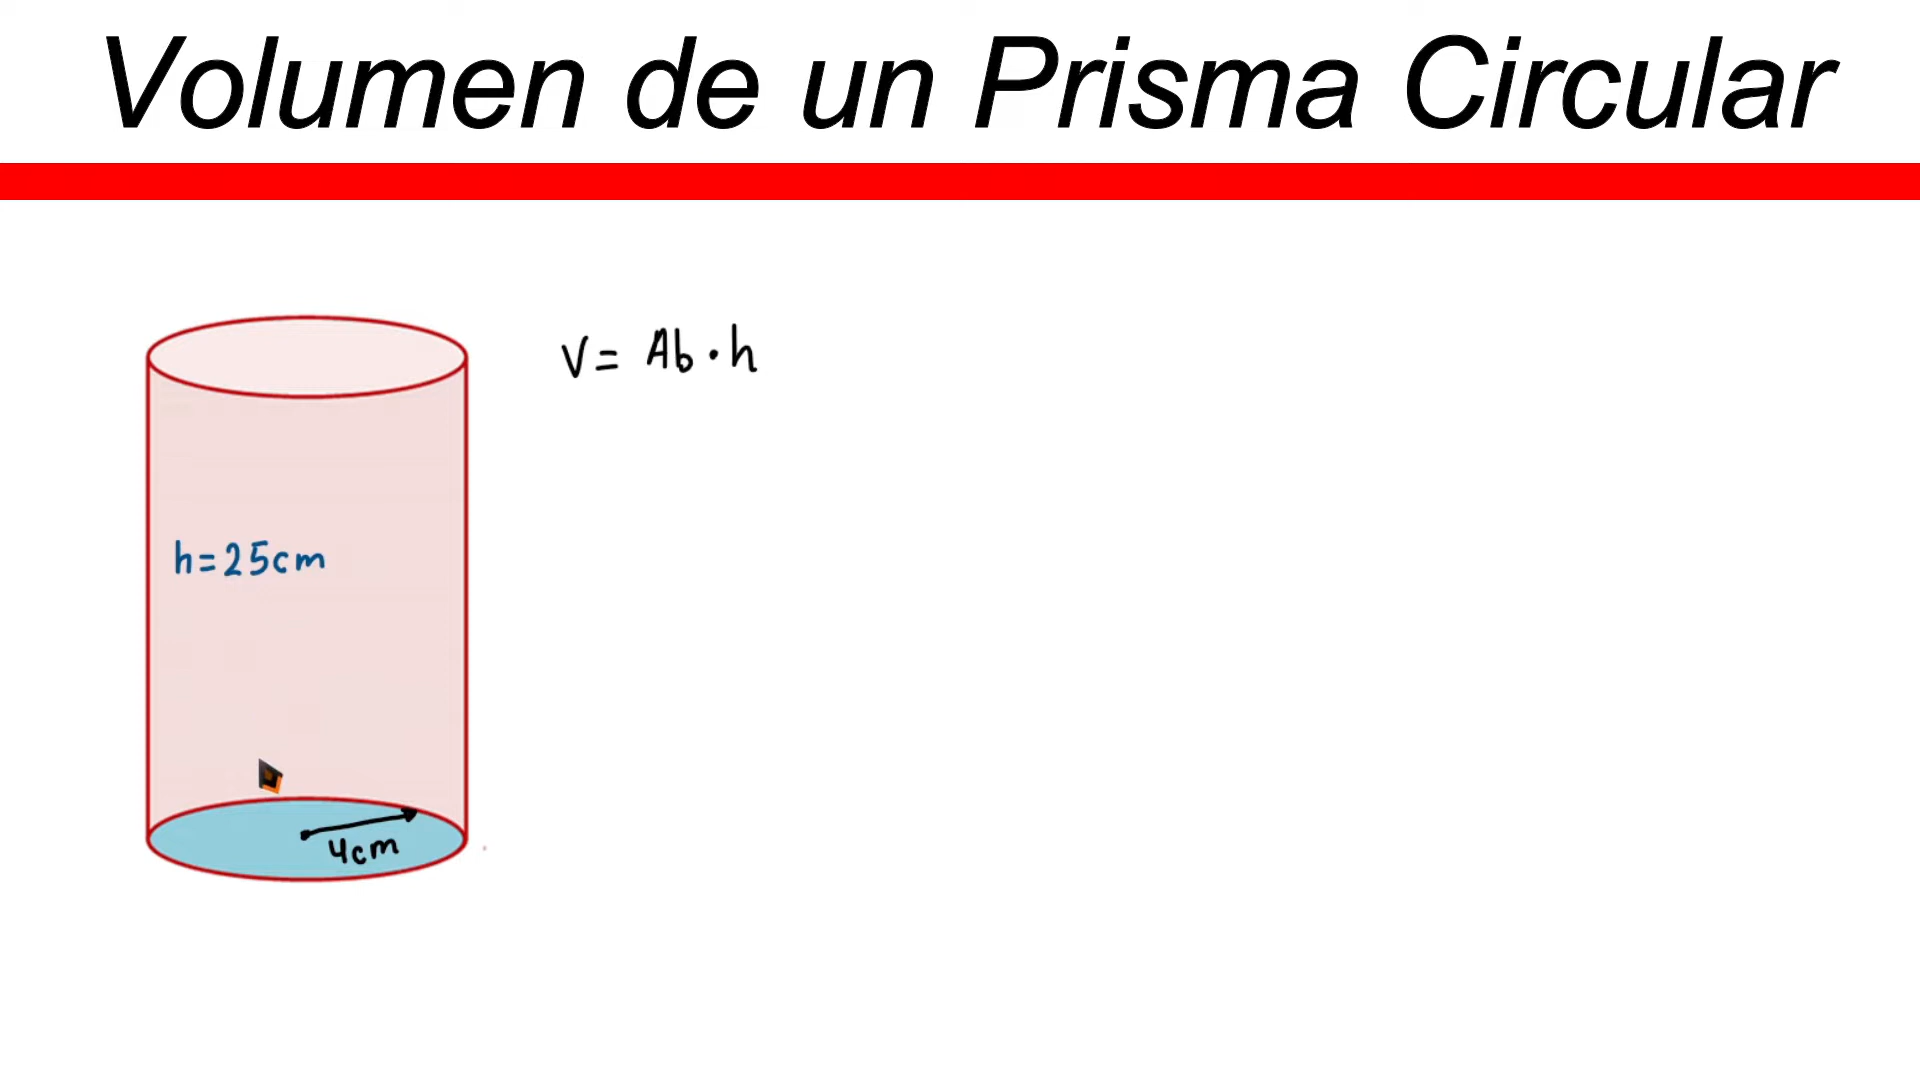 Volumen de un Prisma Circular
V= Ab·h
h=25cm
4cm